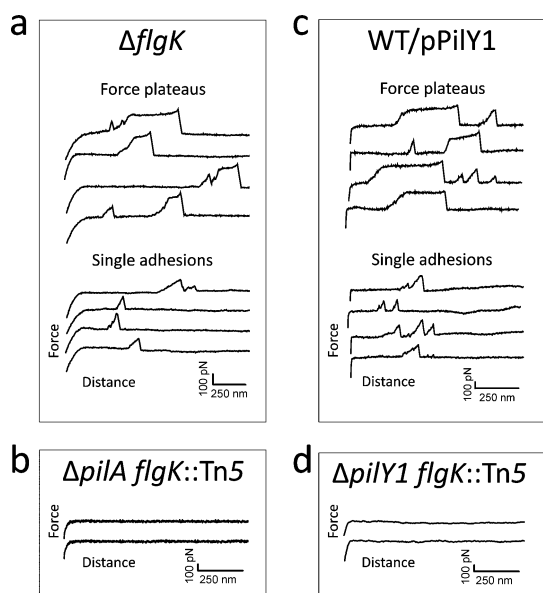 a
ΔflgK
Force plateaus
Single adhesions
Force
Distance
100 pN
250 nm
b
ΔpilA flgK::Tn5
Force
Distance
100 pN
250 nm
c
WT/pPilY1
Force plateaus
Single adhesions
Force
Distance
100 pN
250 nm
d
ΔpilY1 flgK::Tn5
Force
Distance
100 pN
250 nm